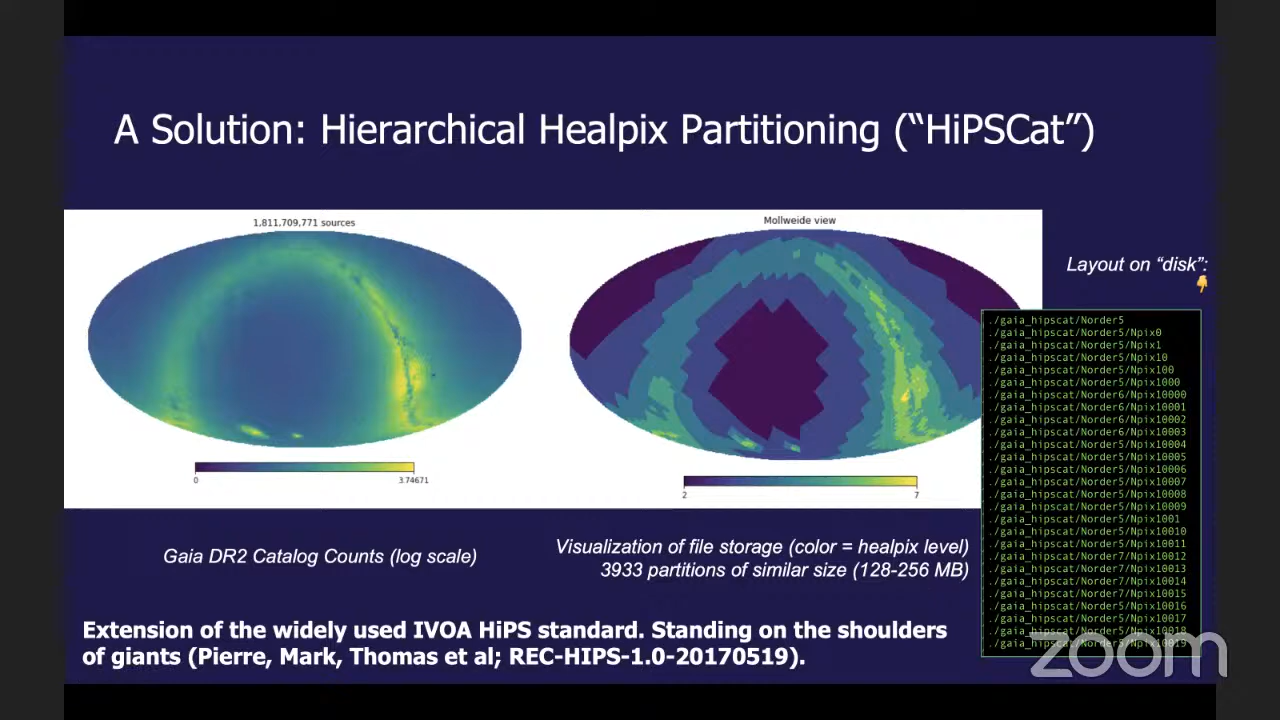 A Solution: Hierarchical Healpix Partitioning (“HiPSCat”)
1,811,709,771 sources
0
3.74671
Gaia DR2 Catalog Counts (log scale)
Mollweide view
2
7
Visualization of file storage (color = healpix level)
3933 partitions of similar size (128-256 MB)
Layout on “disk”:
./gaia_hipscat/Norder5
./gaia_hipscat/Norder5/Npix0
./gaia_hipscat/Norder5/Npix1
./gaia_hipscat/Norder5/Npix10
./gaia_hipscat/Norder5/Npix100
./gaia_hipscat/Norder5/Npix1000
./gaia_hipscat/Norder6/Npix10000
./gaia_hipscat/Norder6/Npix10001
./gaia_hipscat/Norder6/Npix10002
./gaia_hipscat/Norder6/Npix10003
./gaia_hipscat/Norder5/Npix10004
./gaia_hipscat/Norder5/Npix10005
./gaia_hipscat/Norder5/Npix10006
./gaia_hipscat/Norder5/Npix10007
./gaia_hipscat/Norder5/Npix10008
./gaia_hipscat/Norder5/Npix10009
./gaia_hipscat/Norder5/Npix1001
./gaia_hipscat/Norder5/Npix10010
./gaia_hipscat/Norder5/Npix10011
./gaia_hipscat/Norder7/Npix10012
./gaia_hipscat/Norder7/Npix10013
./gaia_hipscat/Norder7/Npix10014
./gaia_hipscat/Norder7/Npix10015
./gaia_hipscat/Norder5/Npix10016
./gaia_hipscat/Norder5/Npix10017
./gaia_hipscat/Norder5/Npix10018
./gaia_hipscat/Norder5/Npix10019
Extension of the widely used IVOA HiPS standard. Standing on the shoulders
of giants (Pierre, Mark, Thomas et al; REC-HIPS-1.0-20170519).
zoom